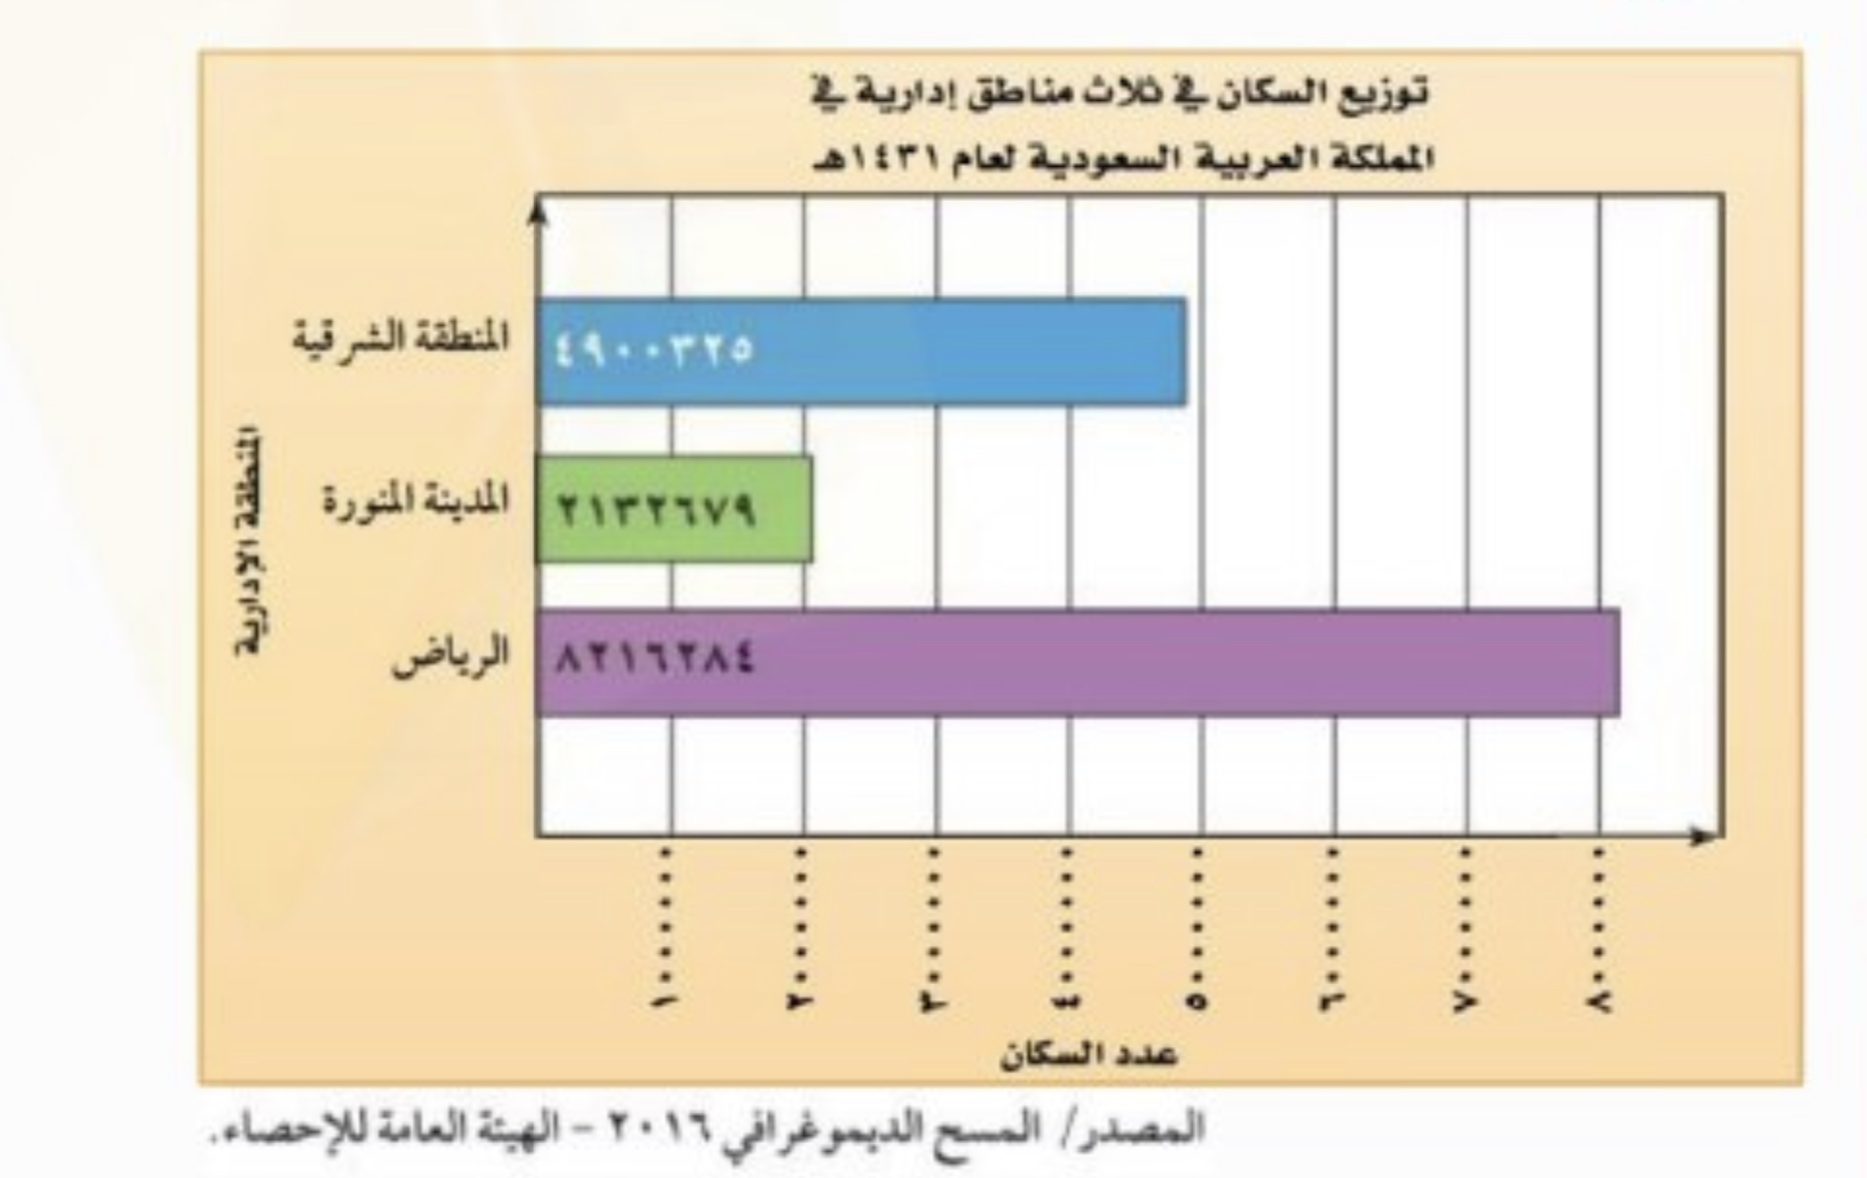 توزيع السكان في ثلاث مناطق إدارية في
المملكة العربية السعودية لعام ١٤٣١هـ
المنطقة الإدارية
المنطقة الشرقية
٤٩٠٠٣٢٥
المدينة المنورة
٢١٣٢٦٧٩
الرياض
٨٢١٦٢٨٤
١٠٠٠٠٠٠
٢٠٠٠٠٠٠
٣٠٠٠٠٠٠
٤٠٠٠٠٠٠
٥٠٠٠٠٠٠
٦٠٠٠٠٠٠
٧٠٠٠٠٠٠
٨٠٠٠٠٠٠
عدد السكان
المصدر/ المسح الديموغرافي ٢٠١٦ - الهيئة العامة للإحصاء.